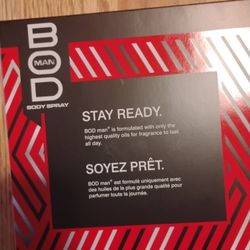 BOD
MAN
BODY SPRAY
STAY READY.
BOD man® is formulated with only the
highest quality oils for fragrance to last
all day.
SOYEZ PRÊT.
BOD man® est formulé uniquement avec
des huiles de la plus grande qualité pour
parfumer toute la journée.